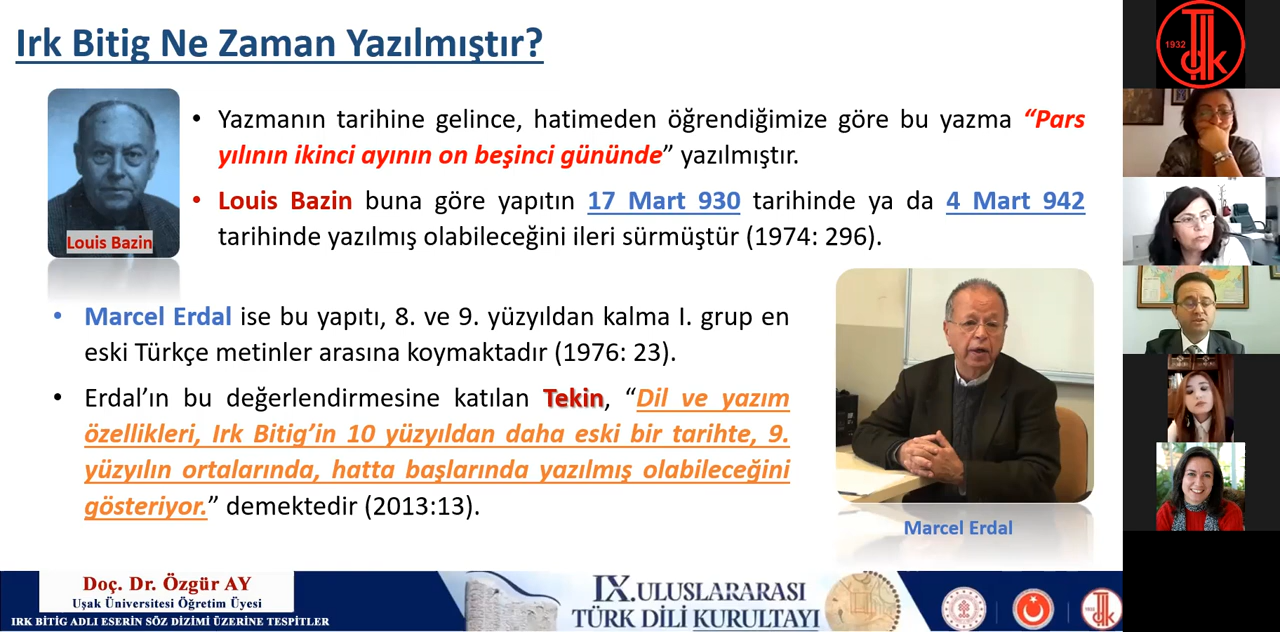 Irk Bitig Ne Zaman Yazılmıştır?
Louis Bazin
• Yazmanın tarihine gelince, hatimeden öğrendiğimize göre bu yazma “Pars
yılının ikinci ayının on beşinci gününde” yazılmıştır.
• Louis Bazin buna göre yapıtın 17 Mart 930 tarihinde ya da 4 Mart 942
tarihinde yazılmış olabileceğini ileri sürmüştür (1974: 296).
• Marcel Erdal ise bu yapıtı, 8. ve 9. yüzyıldan kalma I. grup en
eski Türkçe metinler arasına koymaktadır (1976: 23).
• Erdal’ın bu değerlendirmesine katılan Tekin, “Dil ve yazım
özellikleri, Irk Bitig’in 10 yüzyıldan daha eski bir tarihte, 9.
yüzyılın ortalarında, hatta başlarında yazılmış olabileceğini
gösteriyor.” demektedir (2013:13).
Marcel Erdal
Doç. Dr. Özgür AY
Uşak Üniversitesi Öğretim Üyesi
IRK BİTİG ADLI ESERİN SÖZ DİZİMİ ÜZERİNE TESPİTLER
IX.ULUSLARARASI
TÜRK DİLİ KURULTAYI
1932
TDK